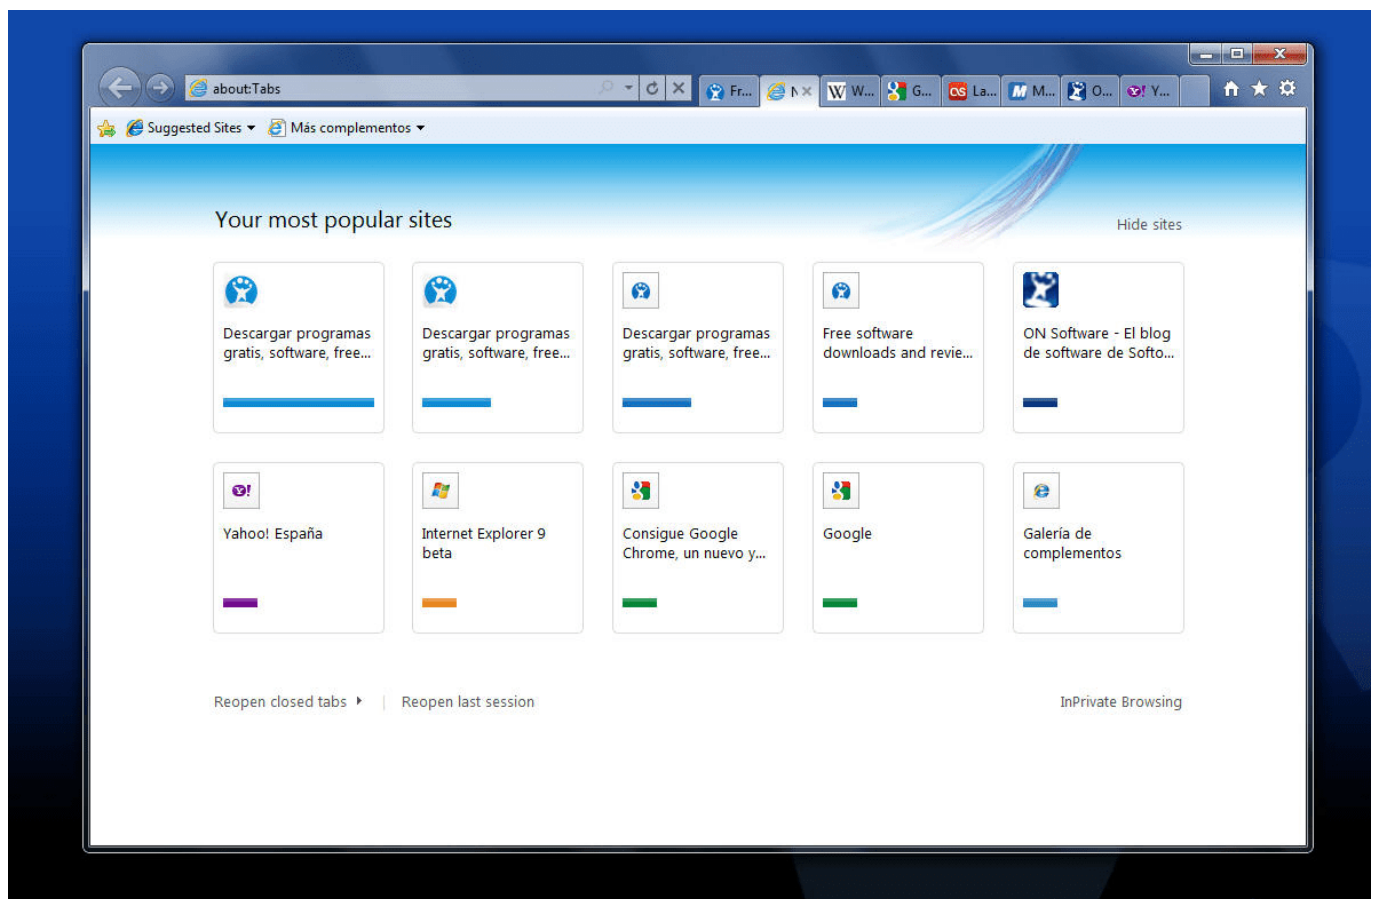 about:Tabs
Fr...
N
W...
G...
La...
M...
O...
Y...
Suggested Sites
Más complementos
Your most popular sites
Hide sites
Descargar programas
gratis, software, free...
Descargar programas
gratis, software, free...
Descargar programas
gratis, software, free...
Free software
downloads and revie...
ON Software - El blog
de software de Softo...
Yahoo! España
Internet Explorer 9
beta
Consigue Google
Chrome, un nuevo y...
Google
Galería de
complementos
Reopen closed tabs
Reopen last session
InPrivate Browsing